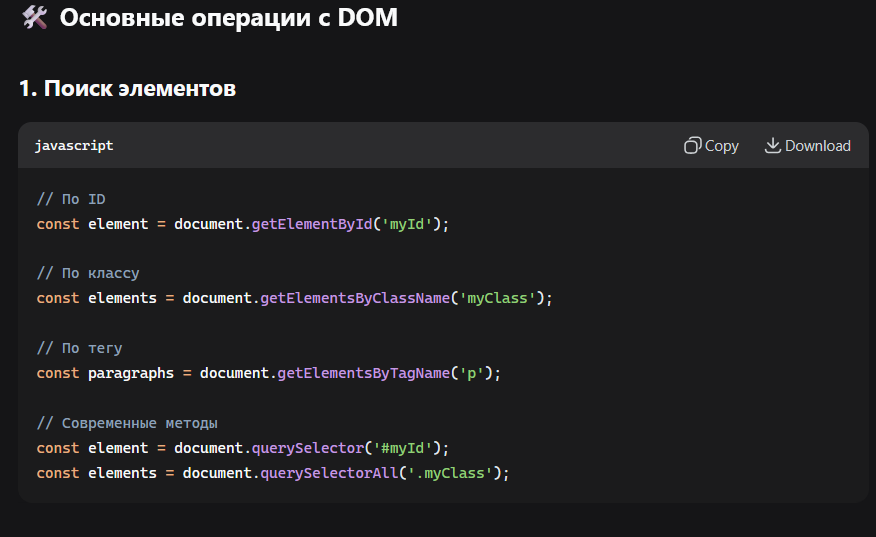 🛠️ Основные операции с DOM
1. Поиск элементов
javascript
Copy
Download
// По ID
const element = document.getElementById('myId');
// По классу
const elements = document.getElementsByClassName('myClass');
// По тегу
const paragraphs = document.getElementsByTagName('p');
// Современные методы
const element = document.querySelector('#myId');
const elements = document.querySelectorAll('.myClass');